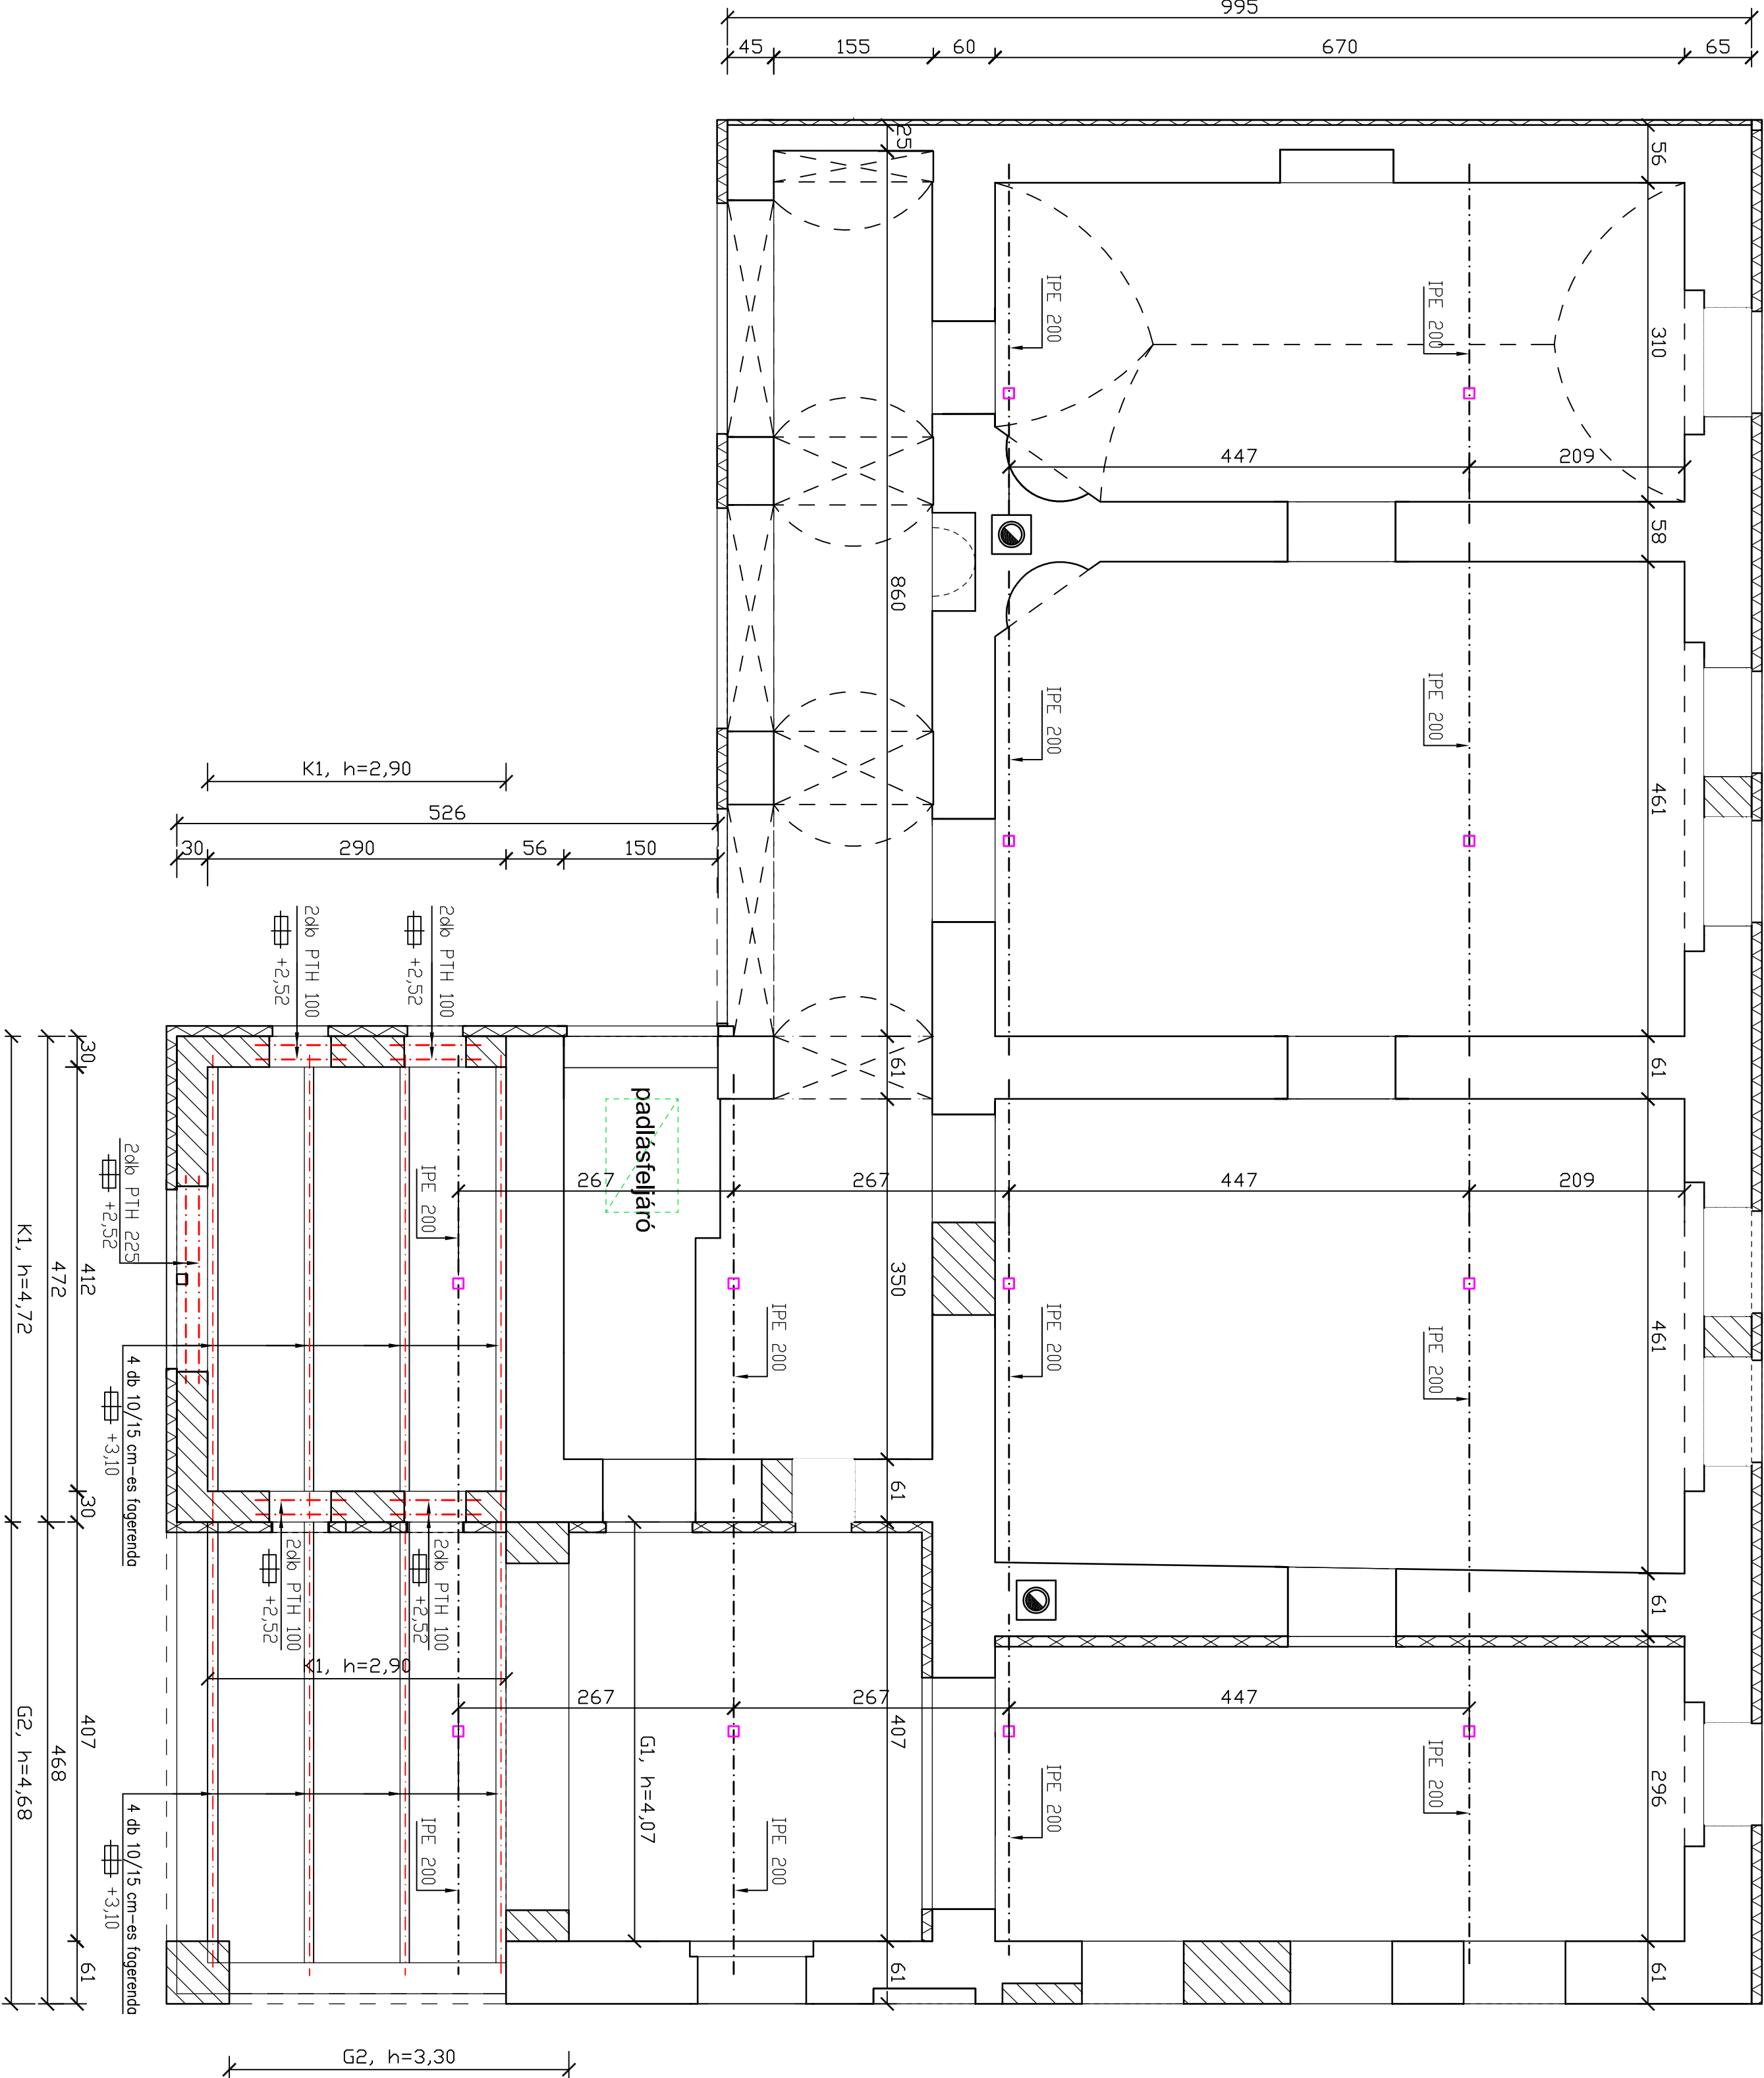 995
45
155
60
670
65
25
56
IPE 200
IPE 200
310
447
209
58
860
IPE 200
IPE 200
461
K1, h=2,90
526
30
290
56
150
2db PTH 100
+2,52
2db PTH 100
+2,52
30
61
61
padlásfeljáró
2db PTH 225
+2,52
IPE 200
267
267
447
209
K1, h=4,72
472
412
350
IPE 200
IPE 200
IPE 200
461
4 db 10/15 cm-es fagerenda
+3,10
30
61
2db PTH 100
+2,52
2db PTH 100
+2,52
61
K1, h=2,90
267
267
447
G2, h=4,68
468
407
G1, h=4,07
407
IPE 200
IPE 200
296
4 db 10/15 cm-es fagerenda
+3,10
IPE 200
IPE 200
61
61
61
G2, h=3,30